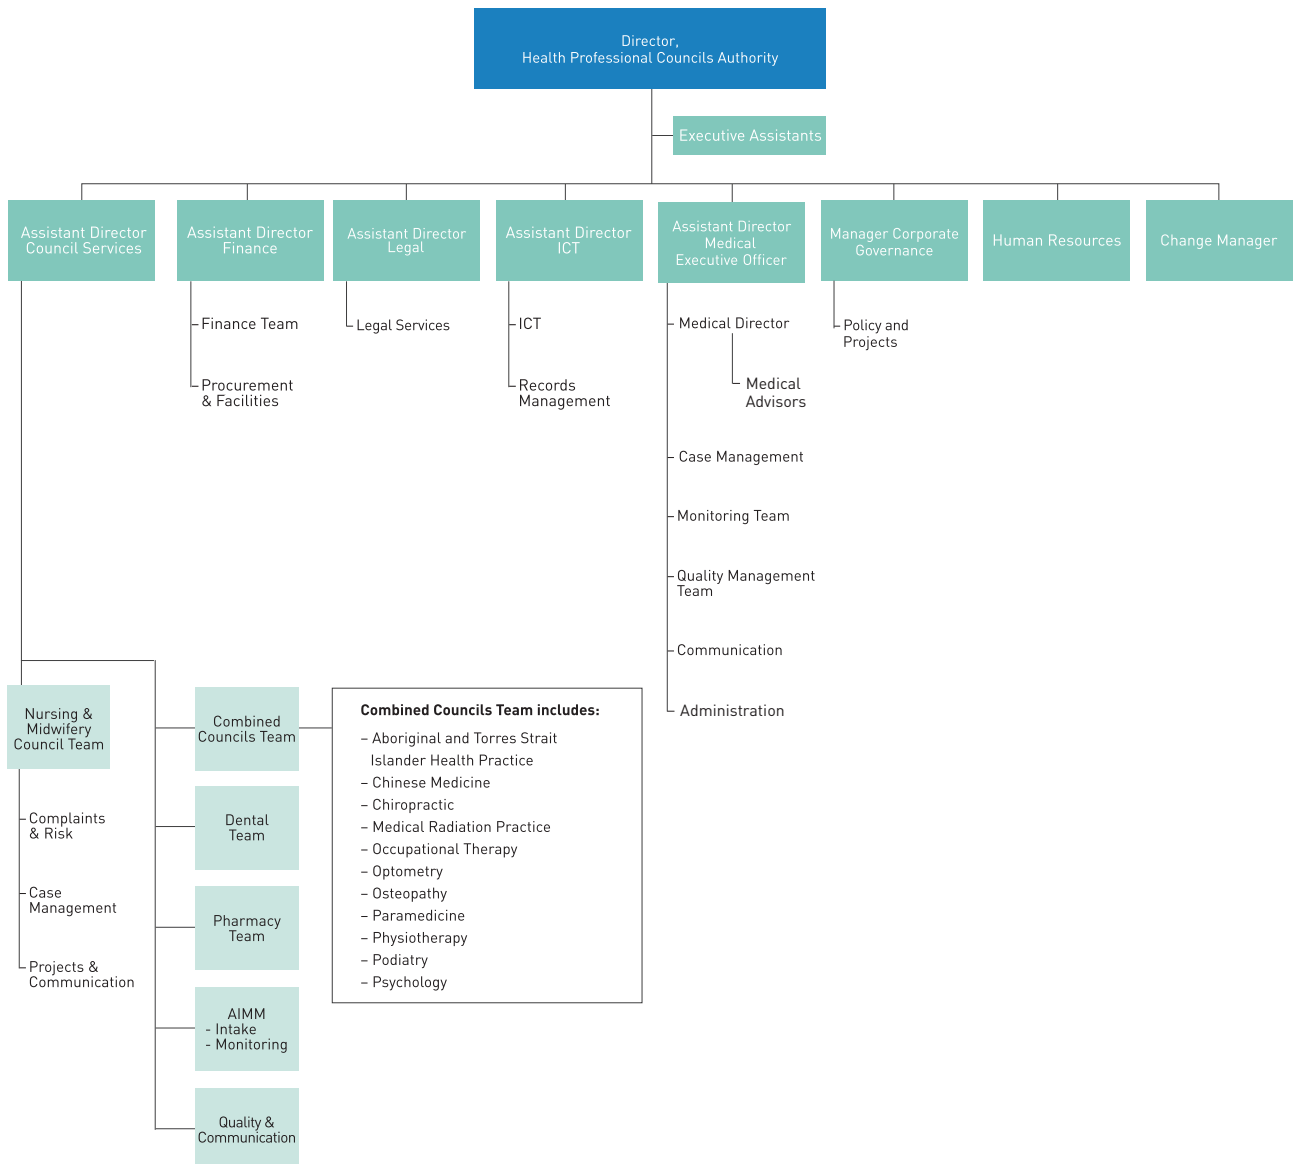 Director,
Health Professional Councils Authority
Executive Assistants
Assistant Director
Council Services
Assistant Director
Finance
Assistant Director
Legal
Assistant Director
ICT
Assistant Director
Medical
Executive Officer
Manager Corporate
Governance
Human Resources
Change Manager
Finance Team
Procurement
& Facilities
Legal Services
ICT
Records
Management
Medical Director
Medical
Advisors
Case Management
Monitoring Team
Quality Management
Team
Communication
Administration
Policy and
Projects
Nursing &
Midwifery
Council Team
Complaints
& Risk
Case
Management
Projects &
Communication
Combined
Councils Team
Dental
Team
Pharmacy
Team
AIMM
- Intake
- Monitoring
Quality &
Communication
Combined Councils Team includes:
– Aboriginal and Torres Strait
Islander Health Practice
– Chinese Medicine
– Chiropractic
– Medical Radiation Practice
– Occupational Therapy
– Optometry
– Osteopathy
– Paramedicine
– Physiotherapy
– Podiatry
– Psychology